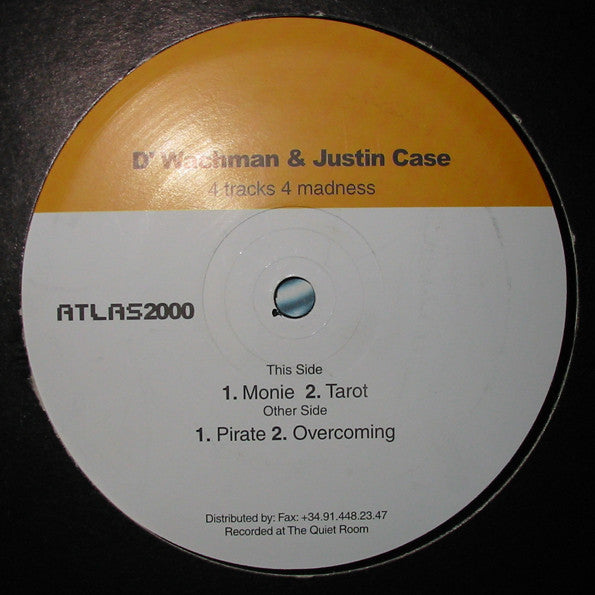 D' Wachman & Justin Case
4 tracks 4 madness
ATLAS2000
This Side
1. Monie 2. Tarot
Other Side
1. Pirate 2. Overcoming
Distributed by: Fax: +34.91.448.23.47
Recorded at The Quiet Room